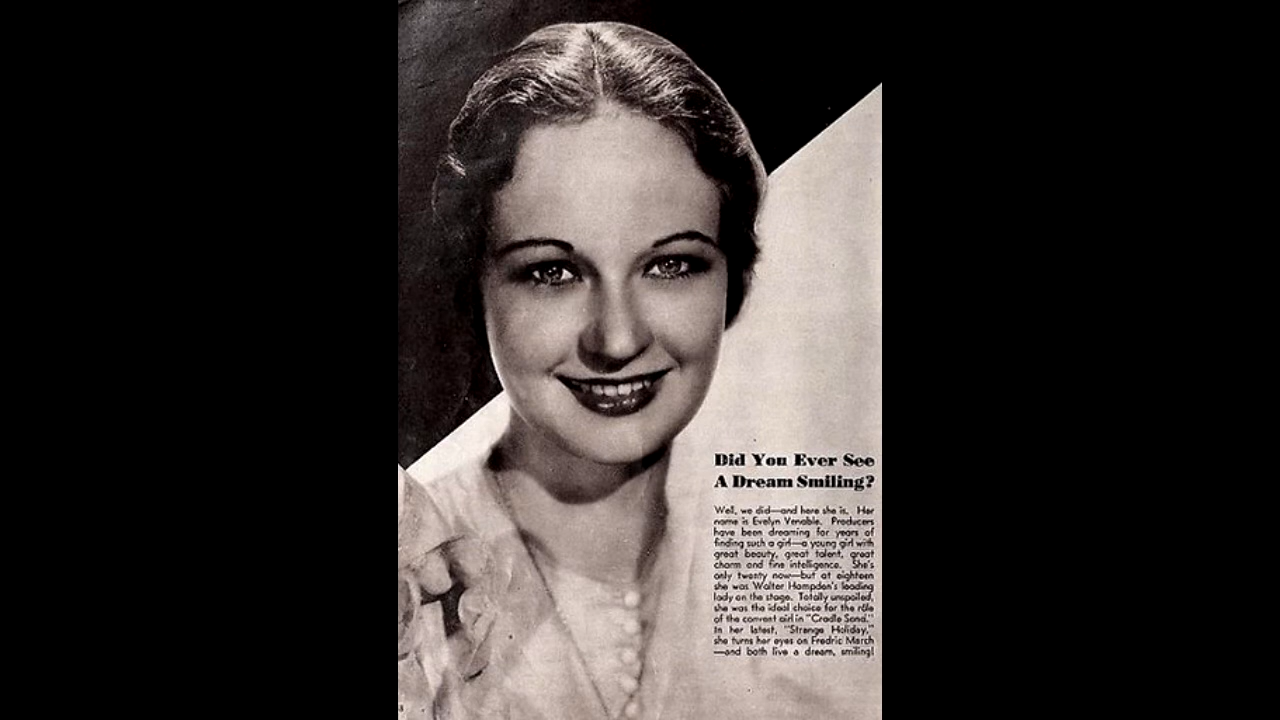 Did You Ever See
A Dream Smiling?
Well, we did—and here she is. Her
name is Evelyn Venable. Producers
have been dreaming for years of
finding such a girl—a young girl with
great beauty, great talent, great
charm and fine intelligence. She's
only twenty now—but at eighteen
she was Walter Hampden's leading
lady on the stage. Totally unspoiled,
she was the ideal choice for the rôle
of the convent girl in "Cradle Song."
In her latest, "Strange Holiday,"
she turns her eyes on Fredric March
—and both live a dream, smiling!